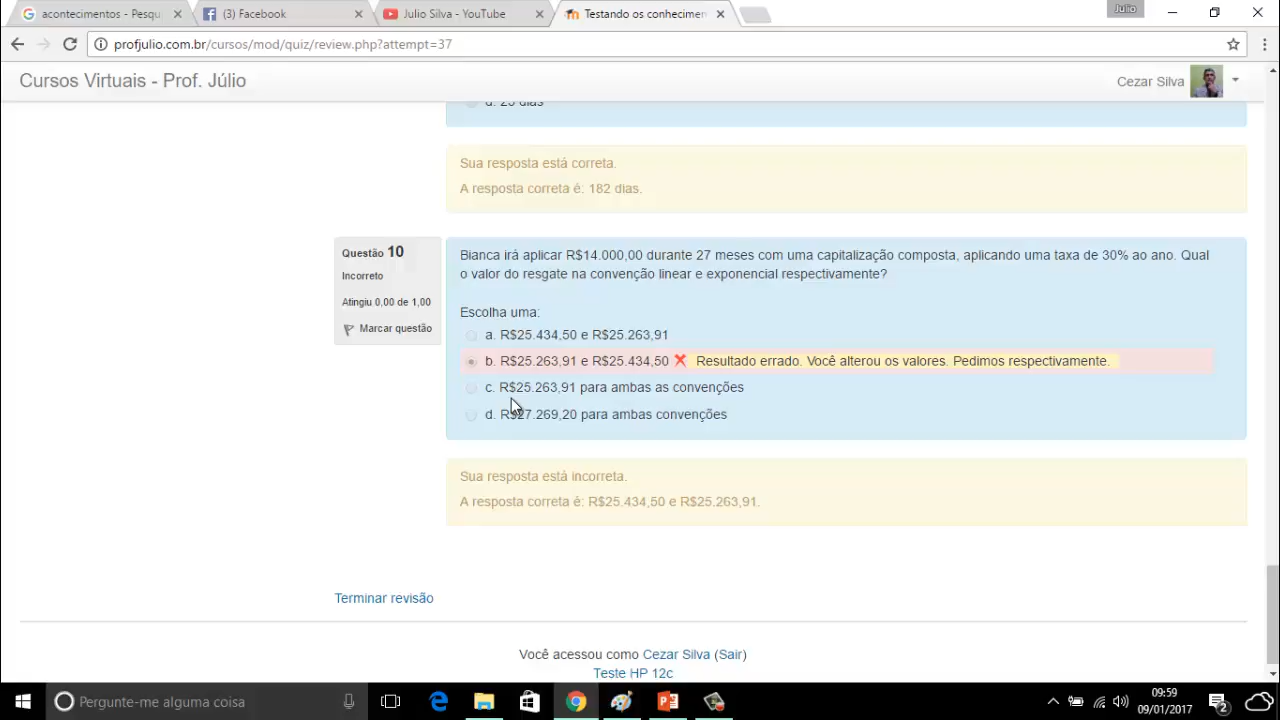 acontecimentos - Pesqu
(3) Facebook
Julio Silva - YouTube
Testando os conhecimen
Julio
profjulio.com.br/cursos/mod/quiz/review.php?attempt=37
Cursos Virtuais - Prof. Júlio
Cezar Silva
d. 25 dias
Sua resposta está correta.
A resposta correta é: 182 dias.
Questão 10
Incorreto
Atingiu 0,00 de 1,00
Marcar questão
Bianca irá aplicar R$14.000,00 durante 27 meses com uma capitalização composta, aplicando uma taxa de 30% ao ano. Qual
o valor do resgate na convenção linear e exponencial respectivamente?
Escolha uma:
a. R$25.434,50 e R$25.263,91
b. R$25.263,91 e R$25.434,50 Resultado errado. Você alterou os valores. Pedimos respectivamente.
c. R$25.263,91 para ambas as convenções
d. R$27.269,20 para ambas convenções
Sua resposta está incorreta.
A resposta correta é: R$25.434,50 e R$25.263,91.
Terminar revisão
Você acessou como Cezar Silva (Sair)
Teste HP 12c
Pergunte-me alguma coisa
09:59
09/01/2017
2